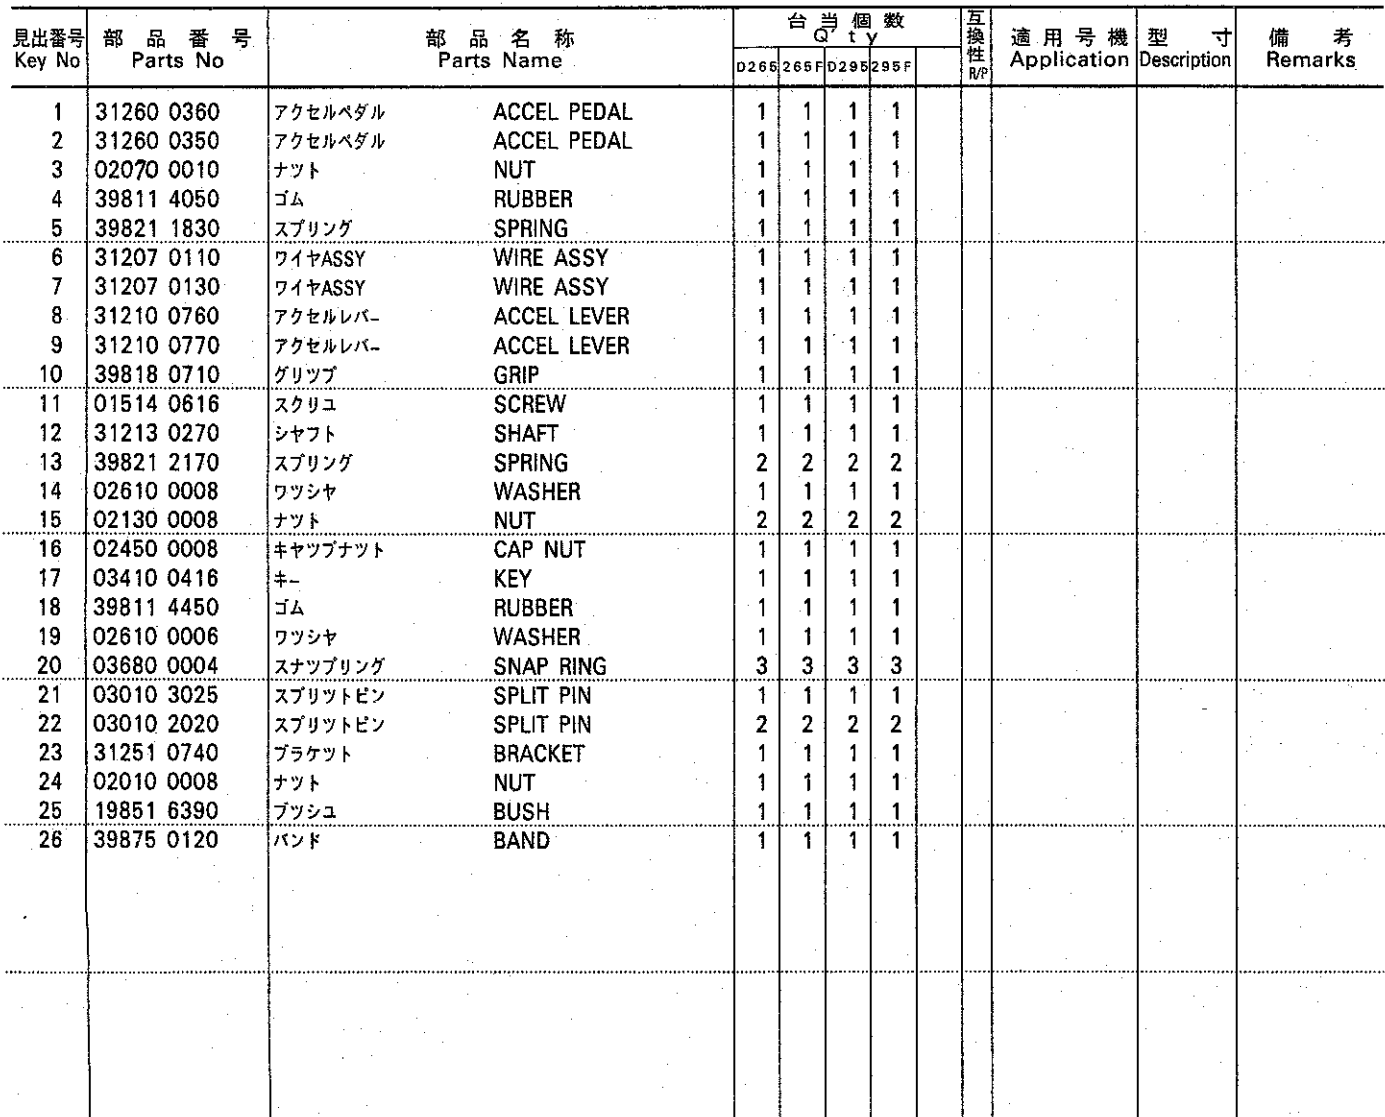 見出番号 部品番号 部品名称 台当個数 互換性 適用号機 型寸 備考
Key No Parts No Parts Name Q'ty R/P Application Description Remarks
D265 265F D295 295F
1 31260 0360 アクセルペダル ACCEL PEDAL 1 1 1 1
2 31260 0350 アクセルペダル ACCEL PEDAL 1 1 1 1
3 02070 0010 ナツト NUT 1 1 1 1
4 39811 4050 ゴム RUBBER 1 1 1 1
5 39821 1830 スプリング SPRING 1 1 1 1
6 31207 0110 ワイヤASSY WIRE ASSY 1 1 1 1
7 31207 0130 ワイヤASSY WIRE ASSY 1 1 1 1
8 31210 0760 アクセルレバー ACCEL LEVER 1 1 1 1
9 31210 0770 アクセルレバー ACCEL LEVER 1 1 1 1
10 39818 0710 グリツプ GRIP 1 1 1 1
11 01514 0616 スクリユ SCREW 1 1 1 1
12 31213 0270 シヤフト SHAFT 1 1 1 1
13 39821 2170 スプリング SPRING 2 2 2 2
14 02610 0008 ワツシヤ WASHER 1 1 1 1
15 02130 0008 ナツト NUT 2 2 2 2
16 02450 0008 キヤツプナツト CAP NUT 1 1 1 1
17 03410 0416 キー KEY 1 1 1 1
18 39811 4450 ゴム RUBBER 1 1 1 1
19 02610 0006 ワツシヤ WASHER 1 1 1 1
20 03680 0004 スナツプリング SNAP RING 3 3 3 3
21 03010 3025 スプリツトピン SPLIT PIN 1 1 1 1
22 03010 2020 スプリツトピン SPLIT PIN 2 2 2 2
23 31251 0740 ブラケツト BRACKET 1 1 1 1
24 02010 0008 ナツト NUT 1 1 1 1
25 19851 6390 ブツシユ BUSH 1 1 1 1
26 39875 0120 バンド BAND 1 1 1 1